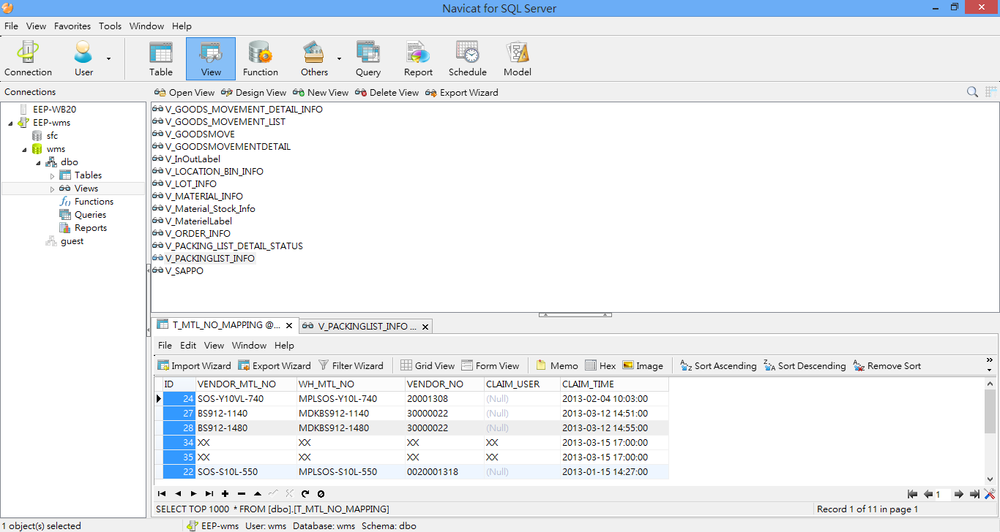 Navicat for SQL Server
File View Favorites Tools Window Help
Connection User Table View Function Others Query Report Schedule Model
Connections
Open View Design View New View Delete View Export Wizard
EEP-WB20
EEP-wms
sfc
wms
dbo
Tables
Views
Functions
Queries
Reports
guest
V_GOODS_MOVEMENT_DETAIL_INFO
V_GOODS_MOVEMENT_LIST
V_GOODSMOVE
V_GOODSMOVEMENTDETAIL
V_InOutLabel
V_LOCATION_BIN_INFO
V_LOT_INFO
V_MATERIAL_INFO
V_Material_Stock_Info
V_MaterielLabel
V_ORDER_INFO
V_PACKING_LIST_DETAIL_STATUS
V_PACKINGLIST_INFO
V_SAPPO
T_MTL_NO_MAPPING @... V_PACKINGLIST_INFO ...
File Edit View Window Help
Import Wizard Export Wizard Filter Wizard Grid View Form View Memo Hex Image Sort Ascending Sort Descending Remove Sort
ID VENDOR_MTL_NO WH_MTL_NO VENDOR_NO CLAIM_USER CLAIM_TIME
24 SOS-Y10VL-740 MPLSOS-Y10L-740 20001308 (Null) 2013-02-04 10:03:00
27 BS912-1140 MDKBS912-1140 30000022 (Null) 2013-03-12 14:51:00
28 BS912-1480 MDKBS912-1480 30000022 (Null) 2013-03-12 14:55:00
34 XX XX XX XX 2013-03-15 17:00:00
35 XX XX XX XX 2013-03-15 17:00:00
22 SOS-S10L-550 MPLSOS-S10L-550 0020001318 (Null) 2013-01-15 14:27:00
1
SELECT TOP 1000 * FROM [dbo].[T_MTL_NO_MAPPING] Record 1 of 11 in page 1
1 object(s) selected EEP-wms User: wms Database: wms Schema: dbo